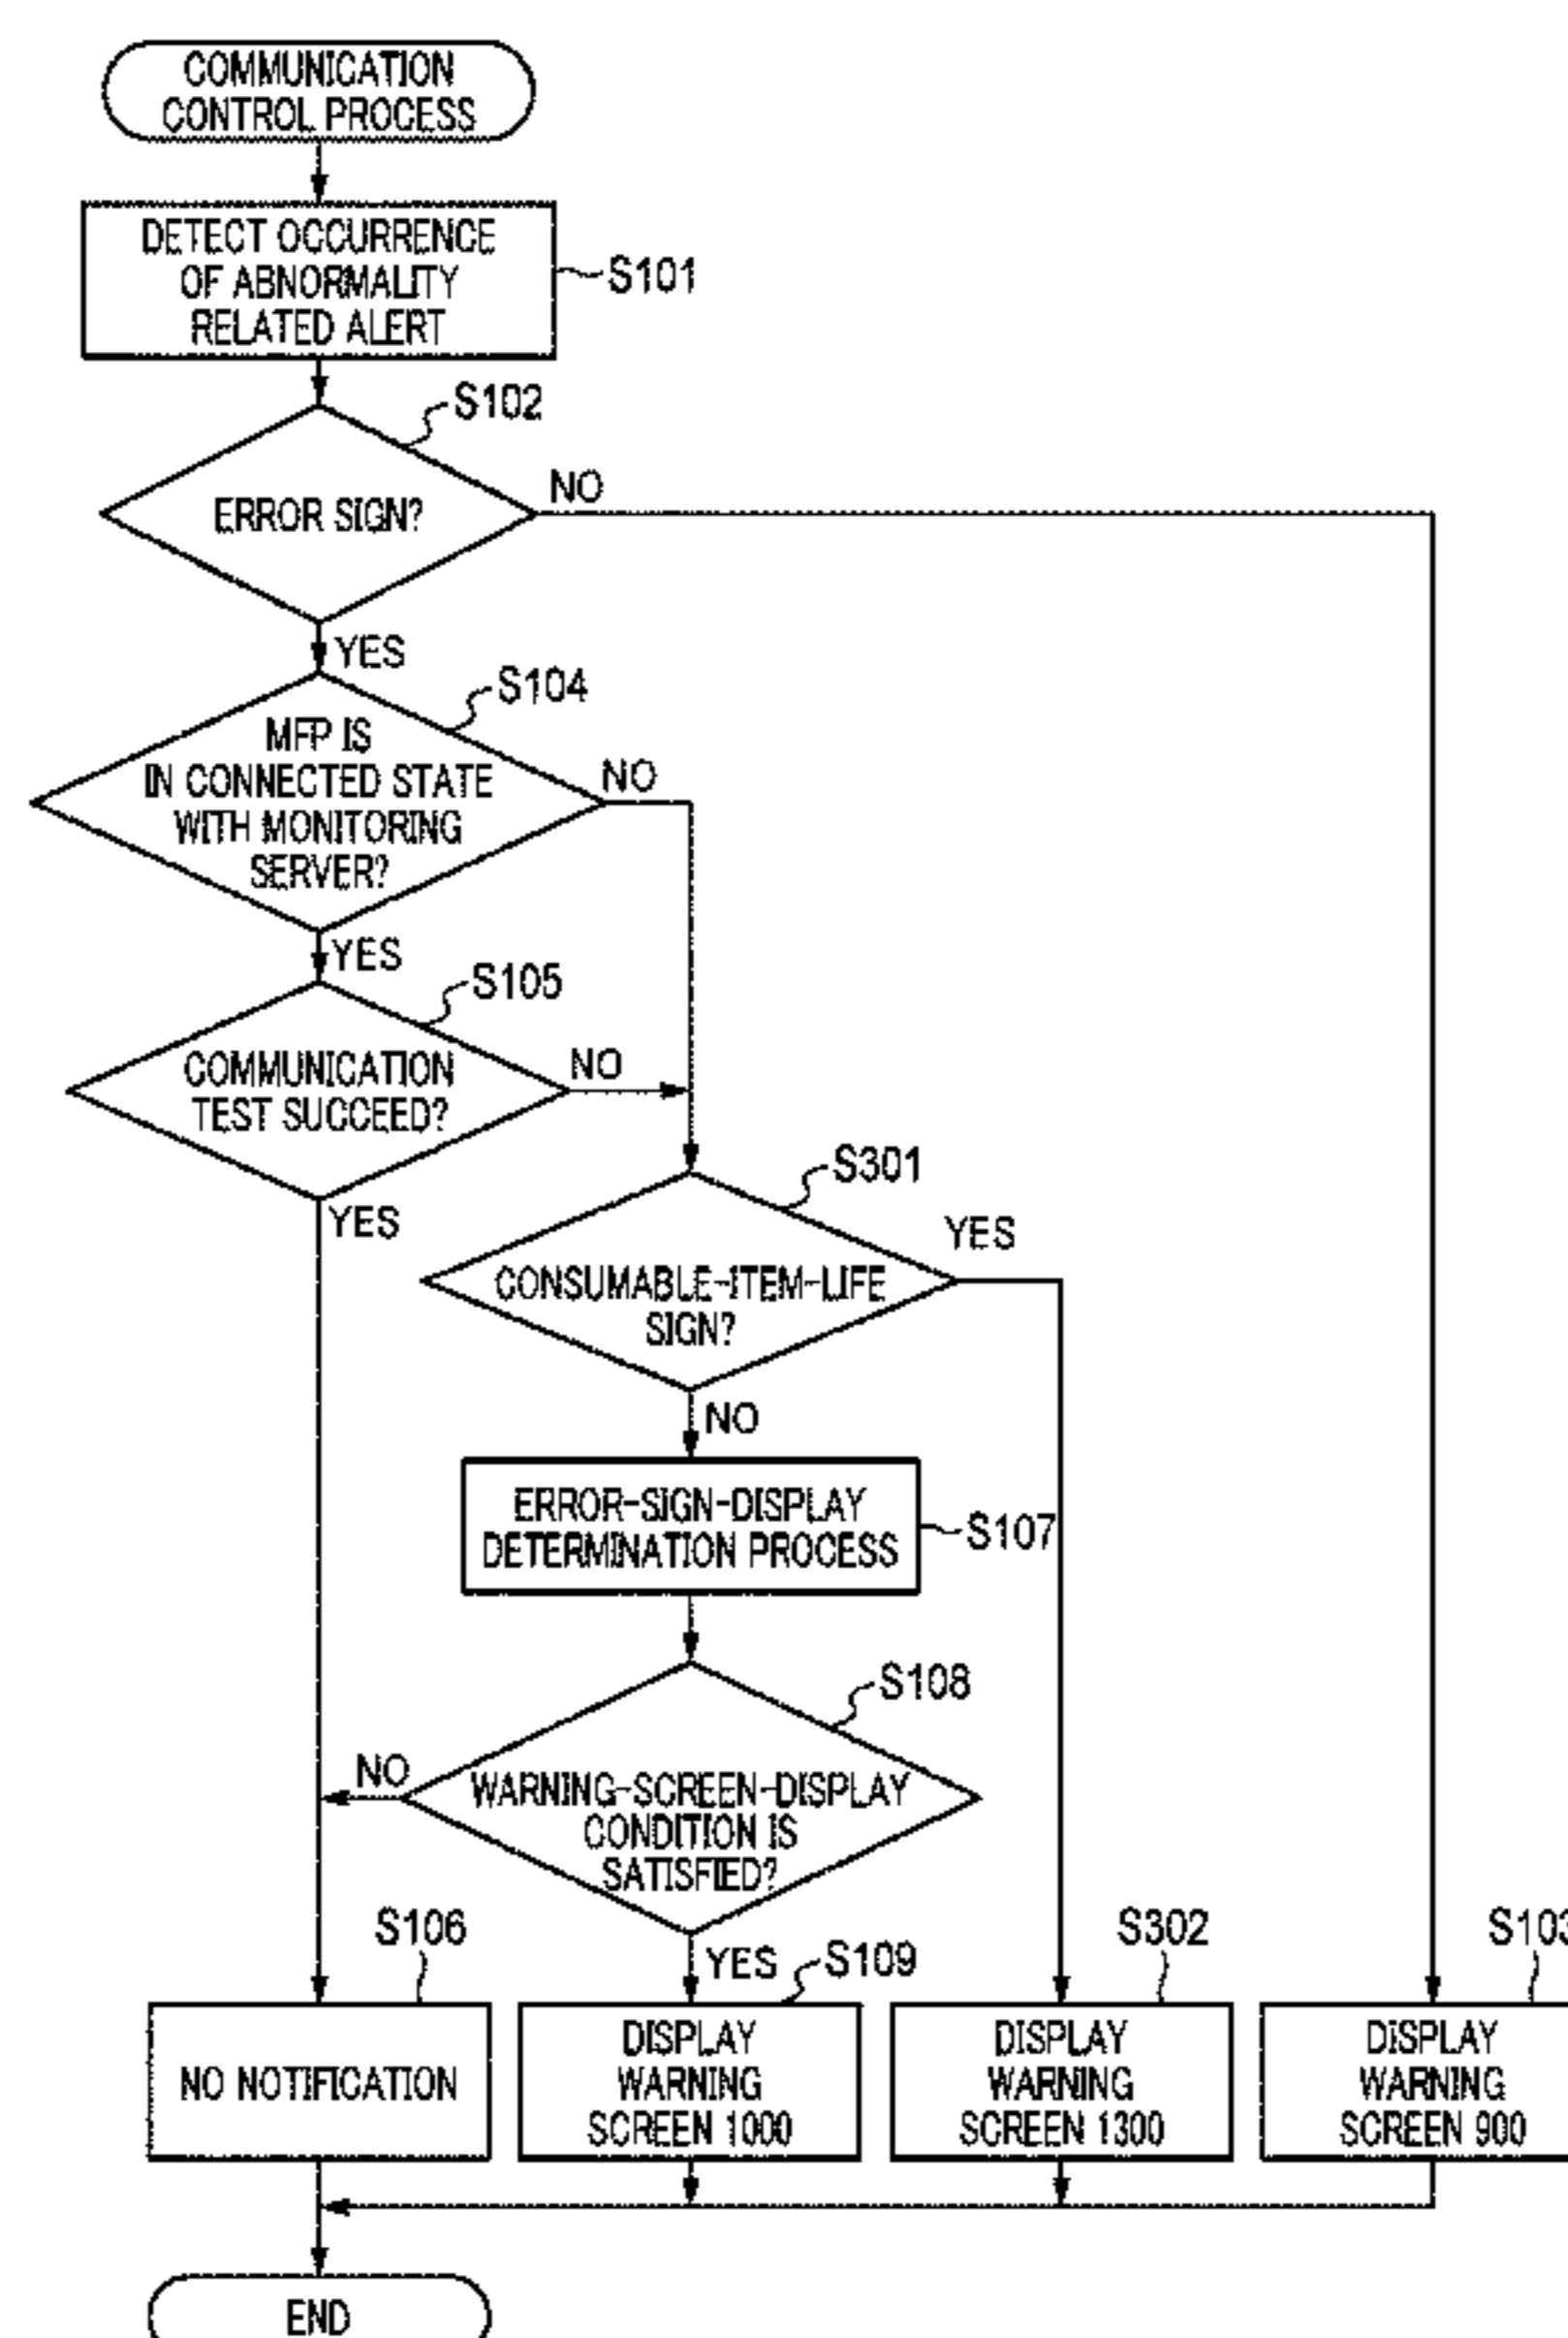 COMMUNICATION
CONTROL PROCESS
DETECT OCCURRENCE
OF ABNORMALITY
RELATED ALERT
S101
S102
ERROR SIGN?
NO
YES
S104
MFP IS
IN CONNECTED STATE
WITH MONITORING
SERVER?
NO
YES
S105
COMMUNICATION
TEST SUCCEED?
NO
YES
S301
CONSUMABLE-ITEM-LIFE
SIGN?
YES
NO
ERROR-SIGN-DISPLAY
DETERMINATION PROCESS
S107
S108
WARNING-SCREEN-DISPLAY
CONDITION IS
SATISFIED?
NO
YES
S106
NO NOTIFICATION
S109
DISPLAY
WARNING
SCREEN 1000
S302
DISPLAY
WARNING
SCREEN 1300
S103
DISPLAY
WARNING
SCREEN 900
END